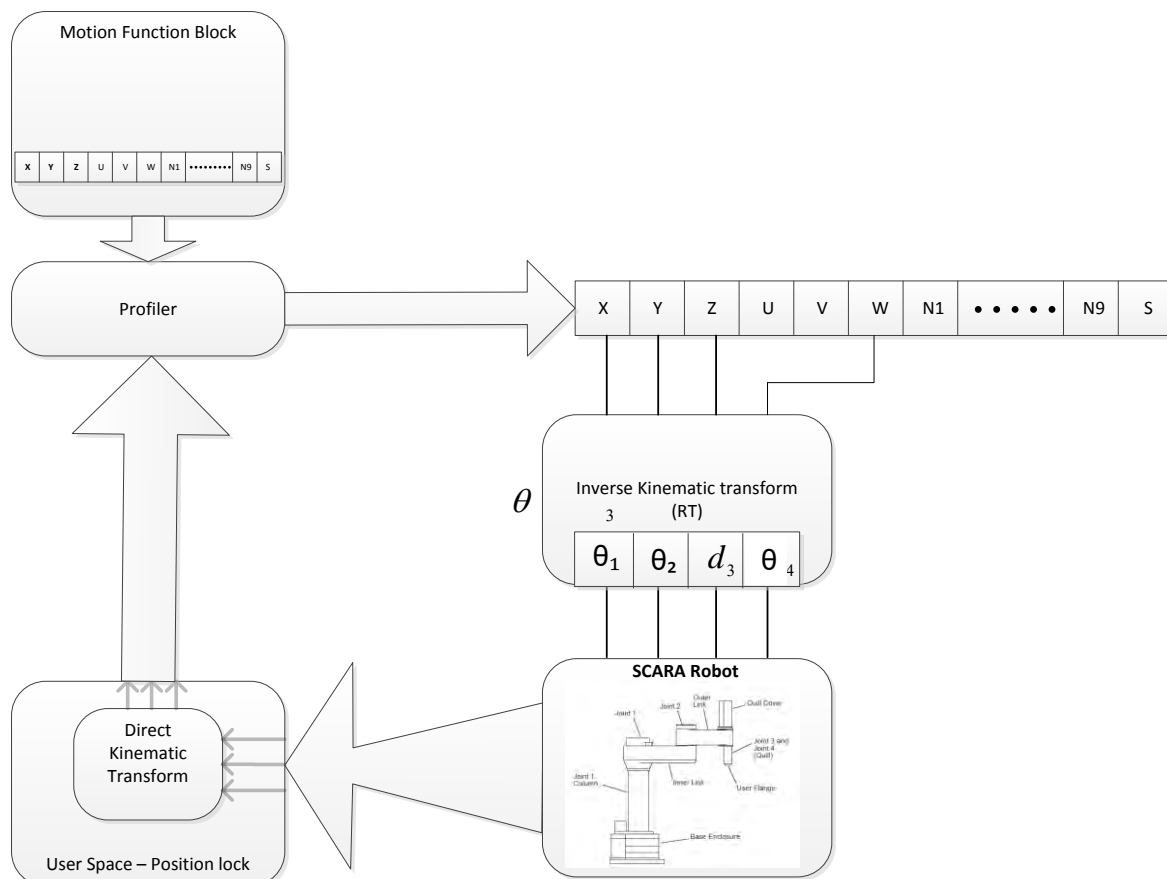 Motion Function Block
X Y Z U V W N1 ••••••••• N9 S
Profiler
X Y Z U V W N1 • • • • • N9 S
θ
Inverse Kinematic transform
(RT)
3
θ₁ θ₂ d₃ θ₄
SCARA Robot
Joint 1
Joint 2
Outer
Link
Quill Cover
Joint 3 and
Joint 4
(Quill)
User Flange
Inner Link
Joint 1
Column
Base Enclosure
Direct
Kinematic
Transform
User Space – Position lock